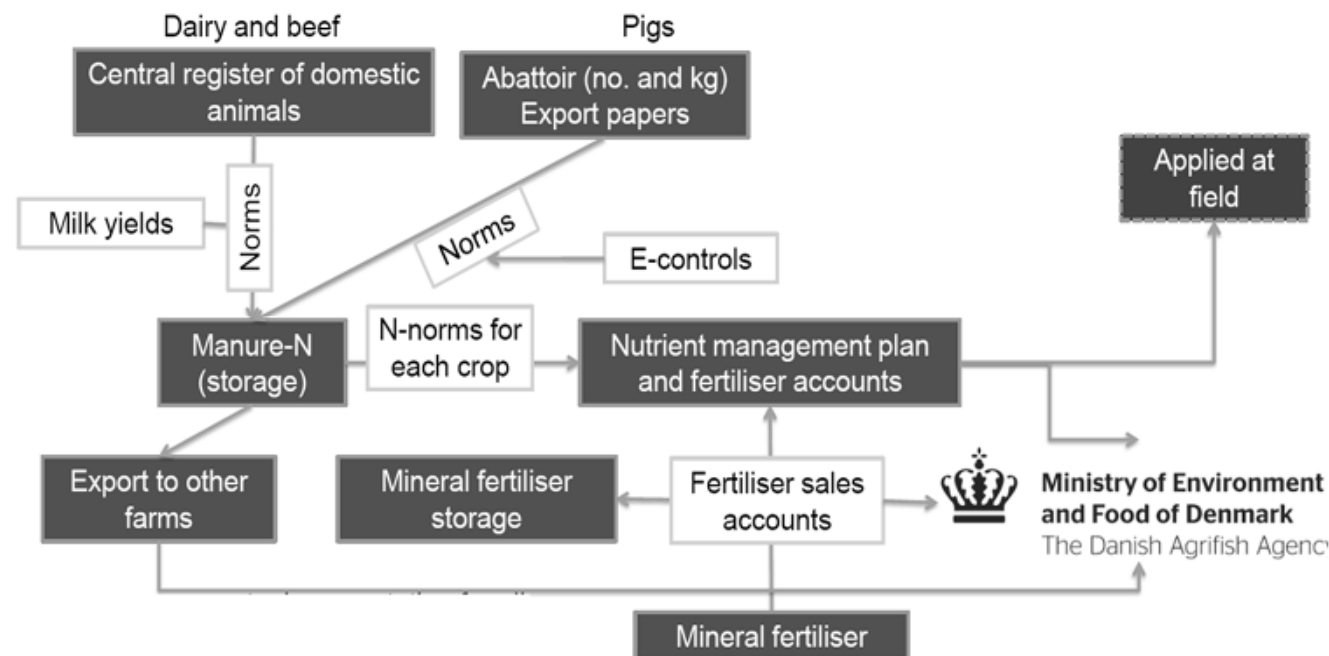 Dairy and beef
Pigs
Central register of domestic
animals
Abattoir (no. and kg)
Export papers
Applied at
field
Norms
Milk yields
Norms
E-controls
Manure-N
(storage)
N-norms for
each crop
Nutrient management plan
and fertiliser accounts
Export to other
farms
Mineral fertiliser
storage
Fertiliser sales
accounts
Ministry of Environment
and Food of Denmark
The Danish Agrifish Agency
Mineral fertiliser